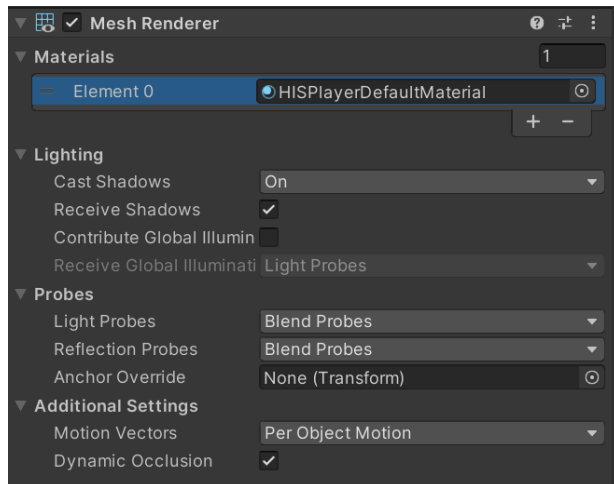 Mesh Renderer
Materials 1
Element 0 HISPlayerDefaultMaterial
+ −
Lighting
Cast Shadows On
Receive Shadows
Contribute Global Illumin
Receive Global Illuminati Light Probes
Probes
Light Probes Blend Probes
Reflection Probes Blend Probes
Anchor Override None (Transform)
Additional Settings
Motion Vectors Per Object Motion
Dynamic Occlusion